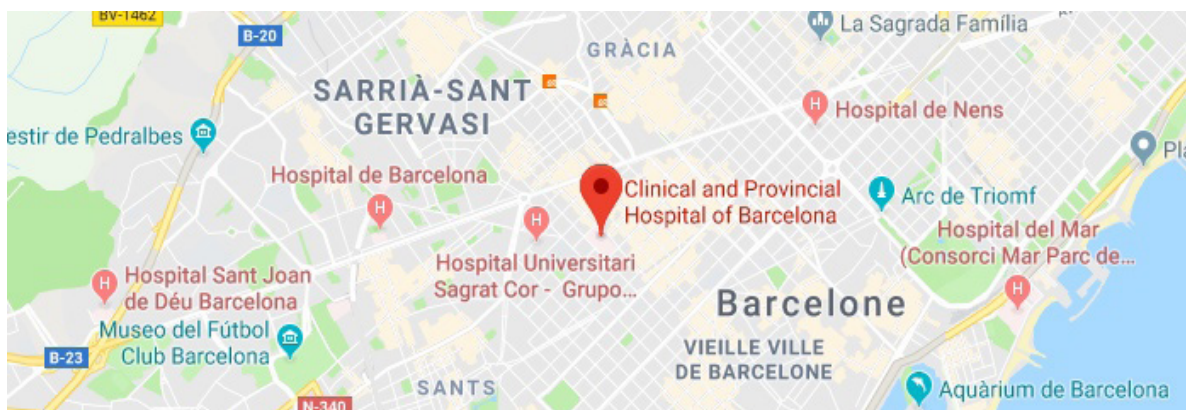 BV-1462
B-20
La Sagrada Família
GRÀCIA
SARRIÀ-SANT
GERVASI
estir de Pedralbes
Hospital de Nens
Pla
Hospital de Barcelona
Clinical and Provincial
Hospital of Barcelona
Arc de Triomf
Hospital del Mar
(Consorci Mar Parc de...
Hospital Universitari
Sagrat Cor - Grupo...
Hospital Sant Joan
de Déu Barcelona
Barcelone
Museo del Fútbol
Club Barcelona
B-23
VIEILLE VILLE
DE BARCELONE
SANTS
Aquàrium de Barcelona
N-340